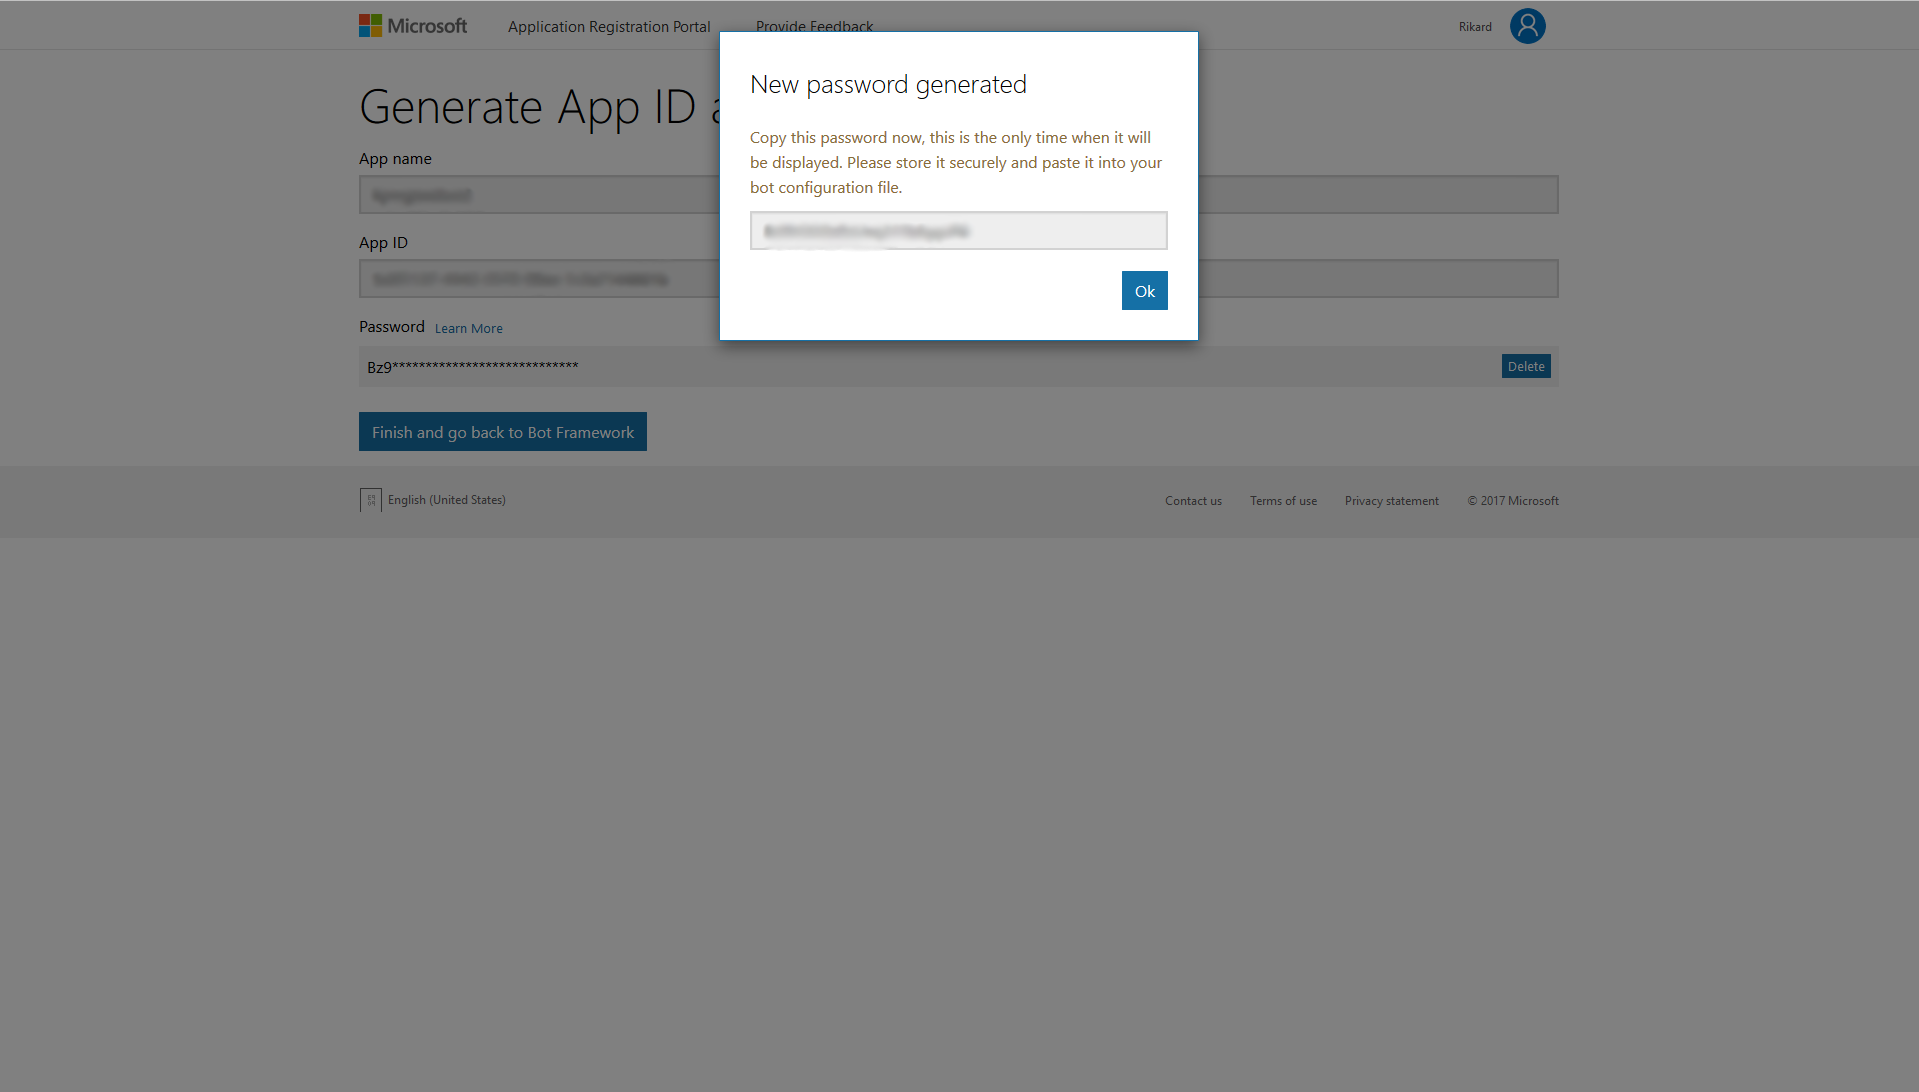 Microsoft Application Registration Portal Provide Feedback Rikard
Generate App ID
New password generated
Copy this password now, this is the only time when it will
be displayed. Please store it securely and paste it into your
bot configuration file.
Ok
App name
App ID
Password Learn More
Bz9**************************** Delete
Finish and go back to Bot Framework
English (United States) Contact us Terms of use Privacy statement © 2017 Microsoft